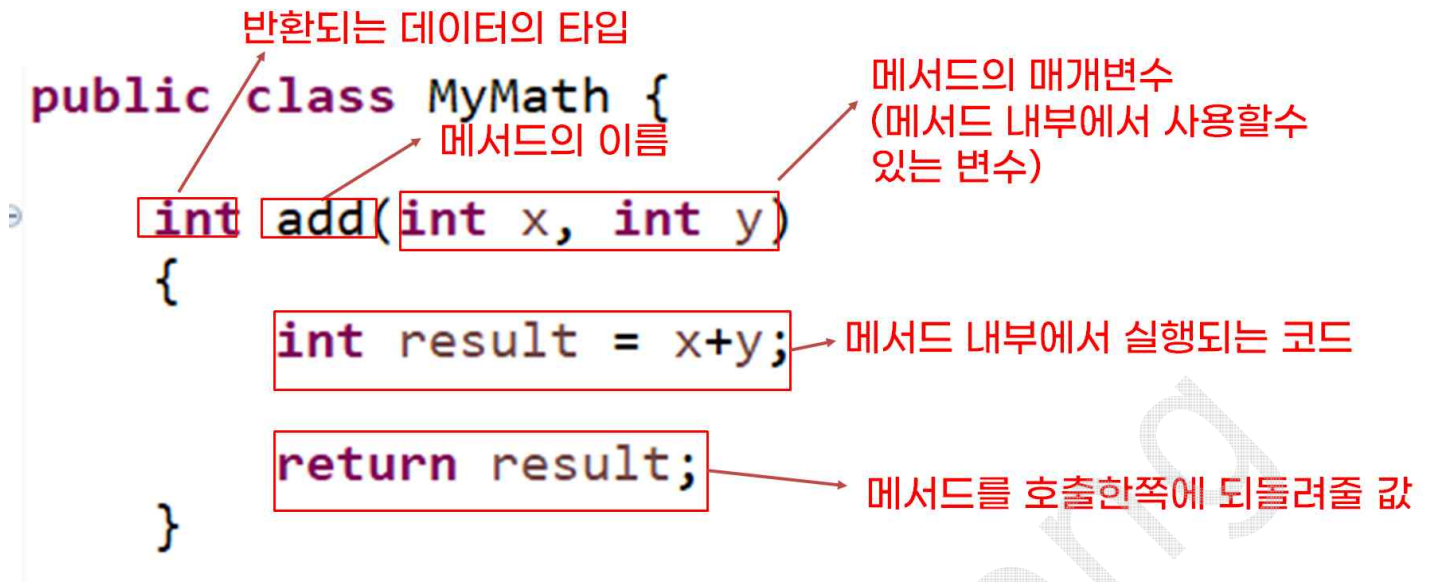 반환되는 데이터의 타입
public class MyMath {
메서드의 이름
메서드의 매개변수
(메서드 내부에서 사용할수
있는 변수)
int add(int x, int y)
{
int result = x+y;
메서드 내부에서 실행되는 코드
return result;
메서드를 호출한쪽에 되돌려줄 값
}
ng